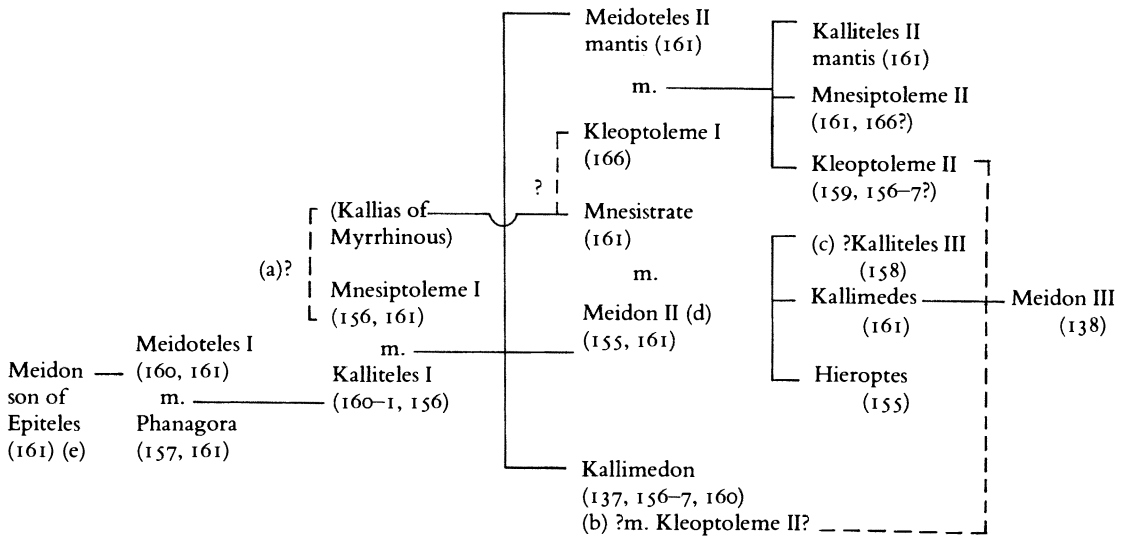 Meidon
son of
Epiteles
(161) (e)
Meidoteles I
(160, 161)
m.
Phanagora
(157, 161)
(a)?
(Kallias of
Myrrhinous)
Mnesiptoleme I
(156, 161)
m.
Kalliteles I
(160–1, 156)
Meidoteles II
mantis (161)
m.
?
Kleoptoleme I
(166)
Mnesistrate
(161)
m.
Meidon II (d)
(155, 161)
Kallimedon
(137, 156–7, 160)
(b) ?m. Kleoptoleme II?
Kalliteles II
mantis (161)
Mnesiptoleme II
(161, 166?)
Kleoptoleme II
(159, 156–7?)
(c) ?Kalliteles III
(158)
Kallimedes
(161)
Hieroptes
(155)
Meidon III
(138)